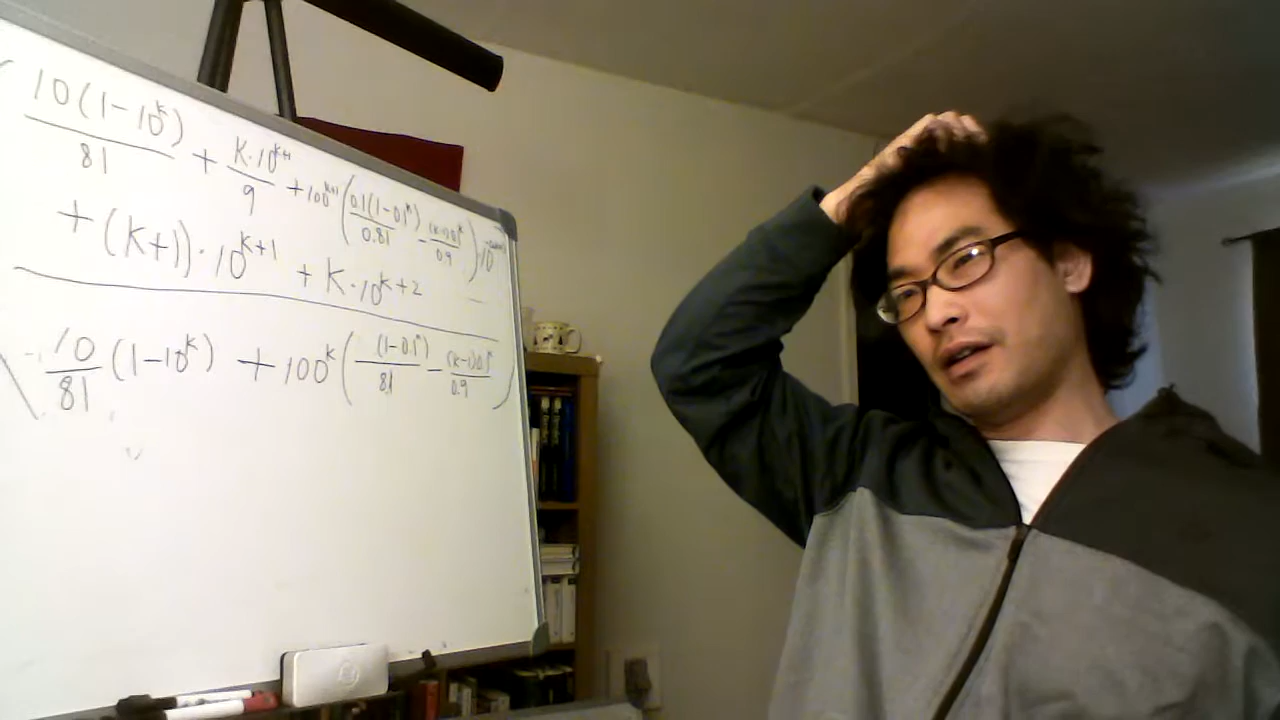 10(1-10^k)/81 + k·10^(k+1)/9 + 100^(k+1) (0.1(1-0.1^k)/0.81 - /0.9)·10
+ (k+1)·10^(k+1) + k·10^(k+2)
10/81 (1-10^k) + 100^k ((1-0.1^k)/81 - (k-1)0.1^k/0.9)